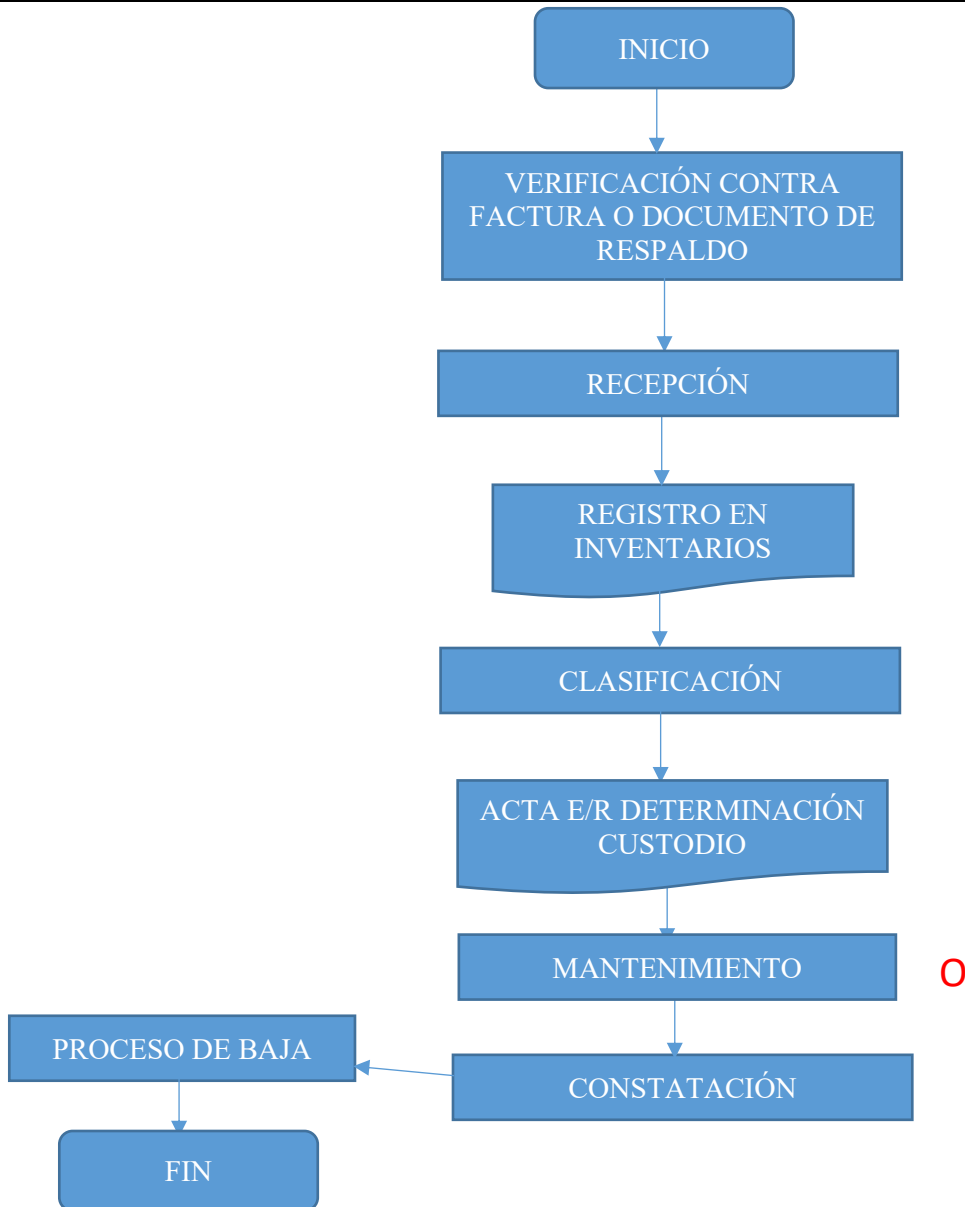 INICIO
VERIFICACIÓN CONTRA
FACTURA O DOCUMENTO DE
RESPALDO
RECEPCIÓN
REGISTRO EN
INVENTARIOS
CLASIFICACIÓN
ACTA E/R DETERMINACIÓN
CUSTODIO
MANTENIMIENTO
O
CONSTATACIÓN
PROCESO DE BAJA
FIN